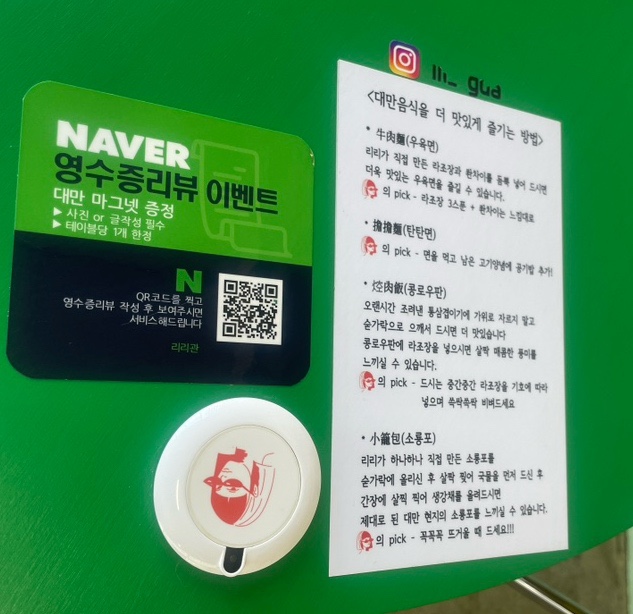 NAVER
영수증리뷰 이벤트
대만 마그넷 증정
▶ 사진 or 글작성 필수
▶ 테이블당 1개 한정
N
QR코드를 찍고
영수증리뷰 작성 후 보여주시면
서비스해드립니다
리리관
<대만음식을 더 맛있게 즐기는 방법>
• 牛肉麵(우육면)
리리가 직접 만든 라조장과 환차이를 듬뿍 넣어 드시면
더욱 맛있는 우육면을 즐길 수 있습니다.
의 pick - 라조장 3스푼 + 환차이는 느낌대로
• 擔擔麵(탄탄면)
의 pick - 면을 먹고 남은 고기양념에 공기밥 추가!
• 焢肉飯(콩로우판)
오랜시간 조려낸 통삼겹이기에 가위로 자르지 말고
숟가락으로 으깨서 드시면 더 맛있습니다
콩로우판에 라조장을 넣으시면 살짝 매콤한 풍미를
느끼실 수 있습니다.
의 pick - 드시는 중간중간 라조장을 기호에 따라
넣으며 쓱싹쓱싹 비벼드세요
• 小籠包(소롱포)
리리가 하나하나 직접 만든 소롱포를
숟가락에 올리신 후 살짝 찢어 국물을 먼저 드신 후
간장에 살찍 찍어 생강채를 올려드시면
제대로 된 대만 현지의 소롱포를 느끼실 수 있습니다.
의 pick - 꼭꼭꼭 뜨거울 때 드세요!!!